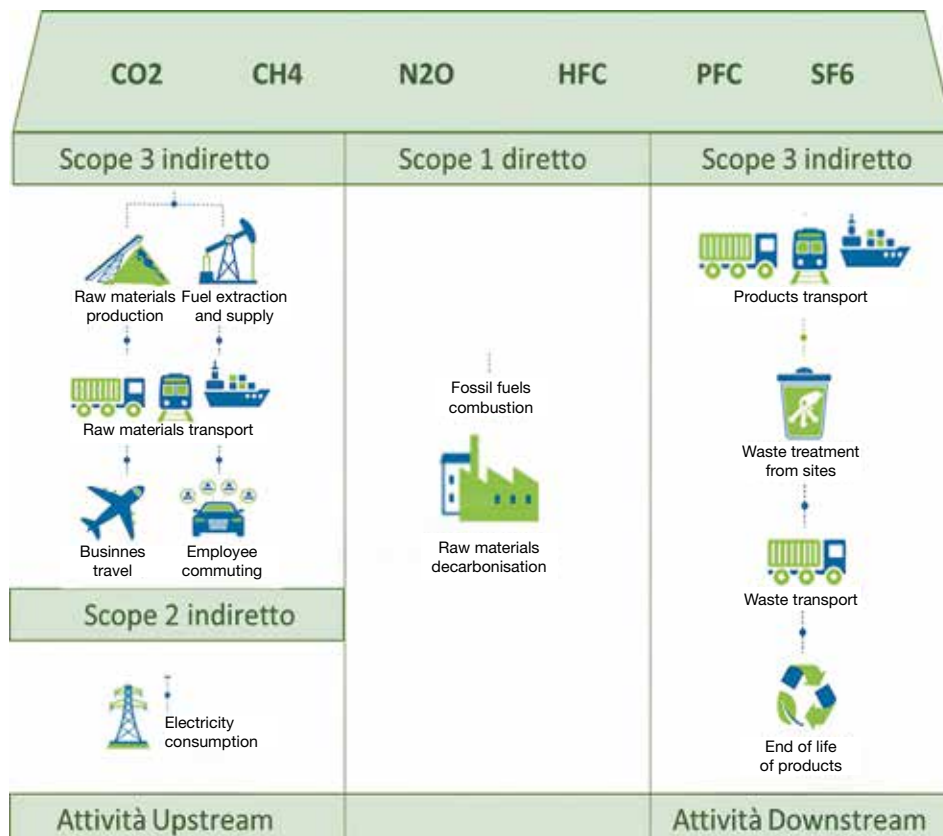 CO2 CH4 N2O HFC PFC SF6
Scope 3 indiretto
Scope 1 diretto
Scope 3 indiretto
Raw materials
production
Fuel extraction
and supply
Raw materials transport
Businnes
travel
Employee
commuting
Scope 2 indiretto
Electricity
consumption
Fossil fuels
combustion
Raw materials
decarbonisation
Products transport
Waste treatment
from sites
Waste transport
End of life
of products
Attività Upstream
Attività Downstream